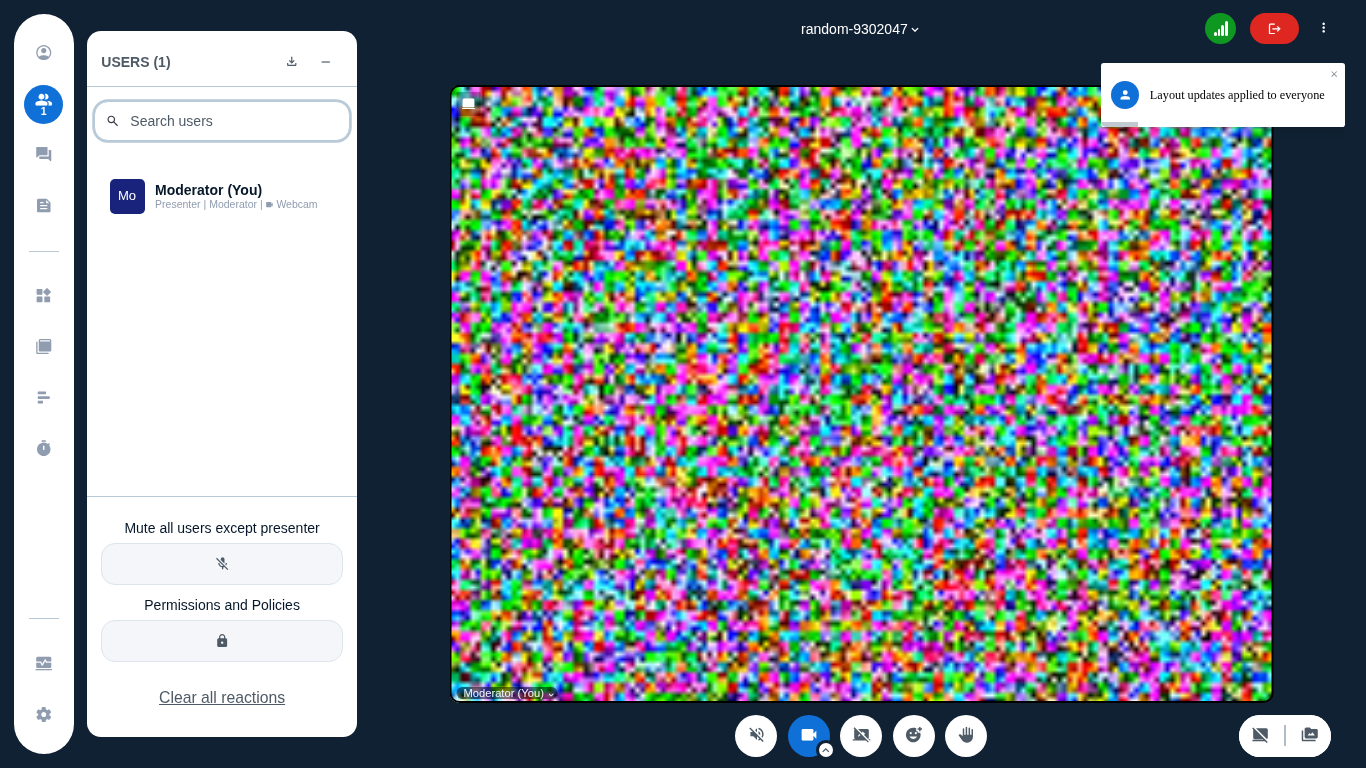 1
USERS (1)
Search users
Mo
Moderator (You)
Presenter | Moderator | Webcam
Mute all users except presenter
Permissions and Policies
Clear all reactions
random-9302047
Layout updates applied to everyone
Moderator (You)